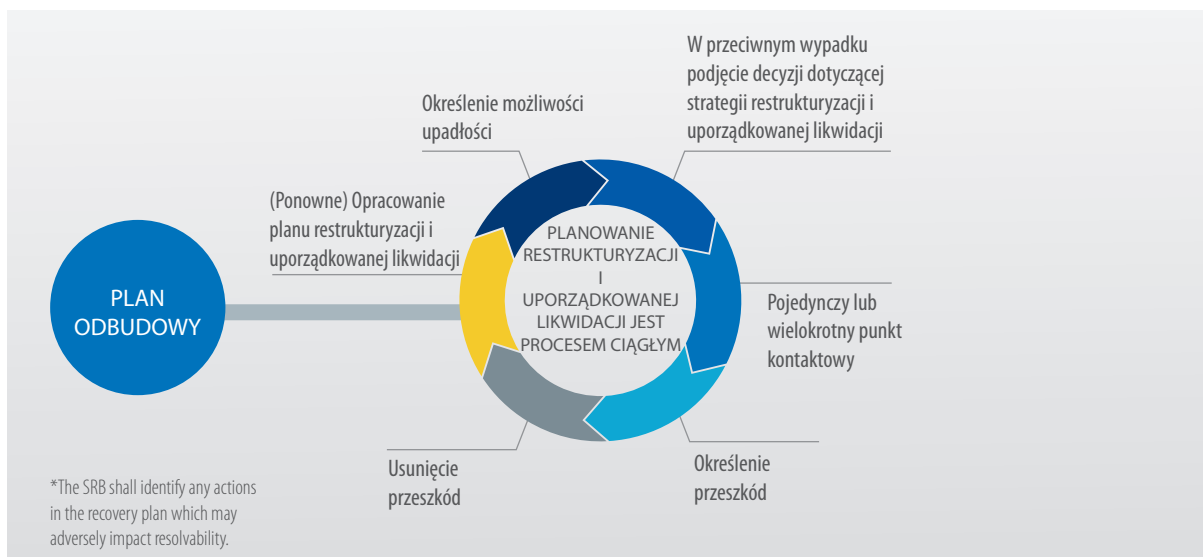 W przeciwnym wypadku
podjęcie decyzji dotyczącej
strategii restrukturyzacji i
uporządkowanej likwidacji
Określenie możliwości
upadłości
(Ponowne) Opracowanie
planu restrukturyzacji i
uporządkowanej likwidacji
PLAN
ODBUDOWY
PLANOWANIE
RESTRUKTURYZACJI
I
UPORZĄDKOWANEJ
LIKWIDACJI JEST
PROCESEM CIĄGŁYM
Pojedynczy lub
wielokrotny punkt
kontaktowy
Usunięcie
przeszkód
Określenie
przeszkód
*The SRB shall identify any actions
in the recovery plan which may
adversely impact resolvability.